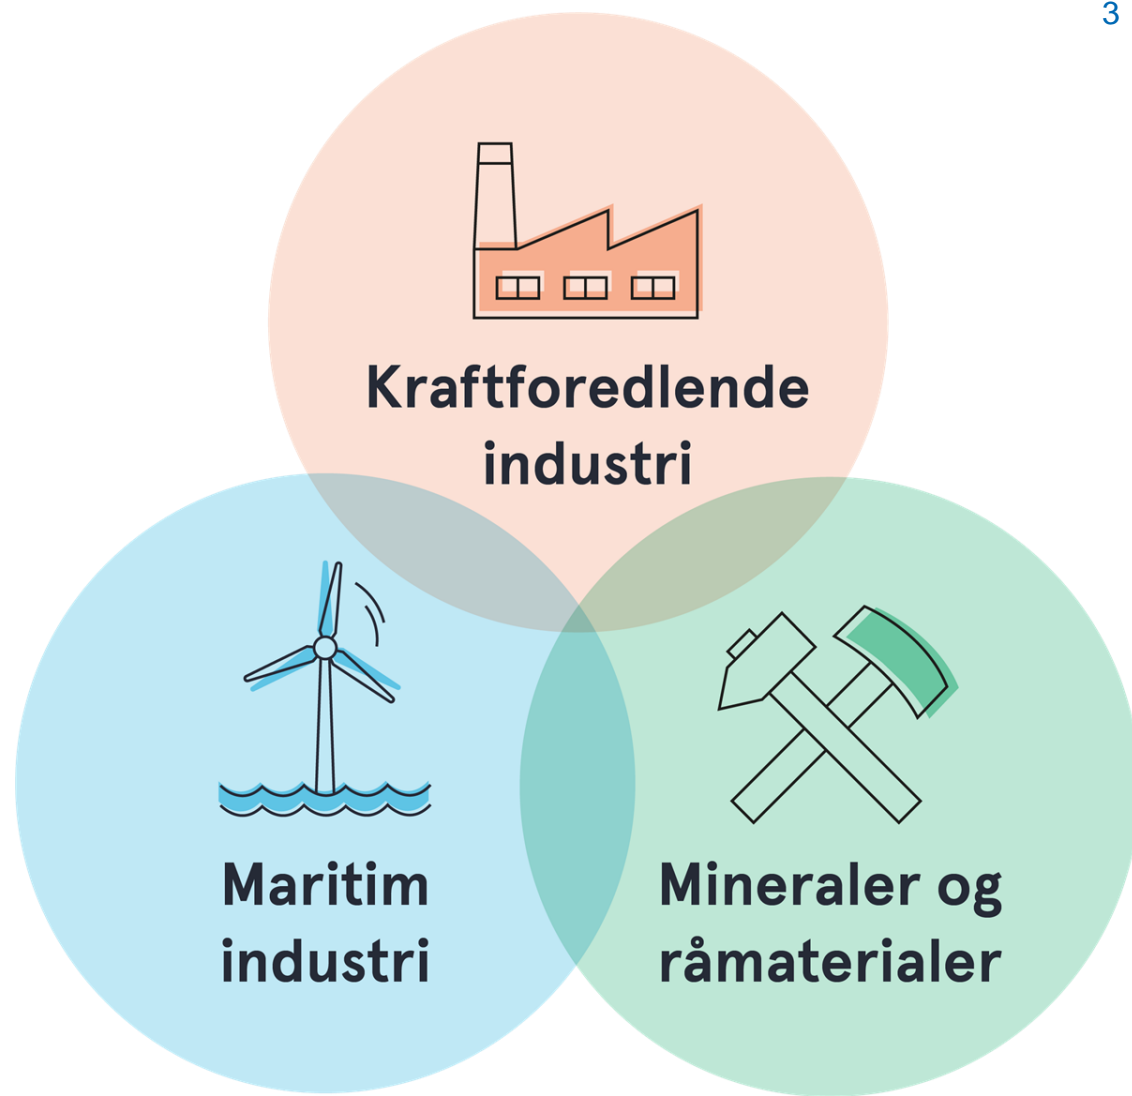 3
Kraftforedlende
industri
Maritim
industri
Mineraler og
råmaterialer